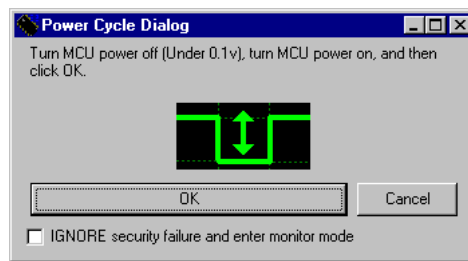 Power Cycle Dialog
Turn MCU power off (Under 0.1v), turn MCU power on, and then
click OK.
OK
Cancel
IGNORE security failure and enter monitor mode